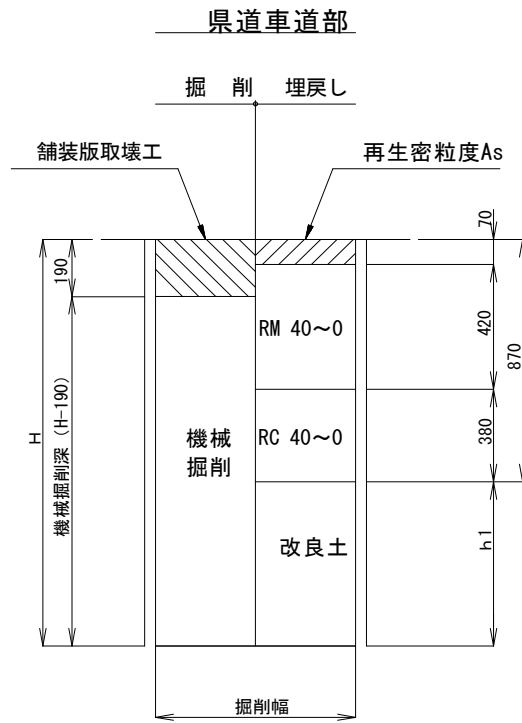 県道車道部
掘 削 埋戻し
舗装版取壊工 再生密粒度As
70
190
RM 40～0
420
870
H
機械掘削深 (H-190)
機械
掘削
RC 40～0
380
改良土
h1
掘削幅